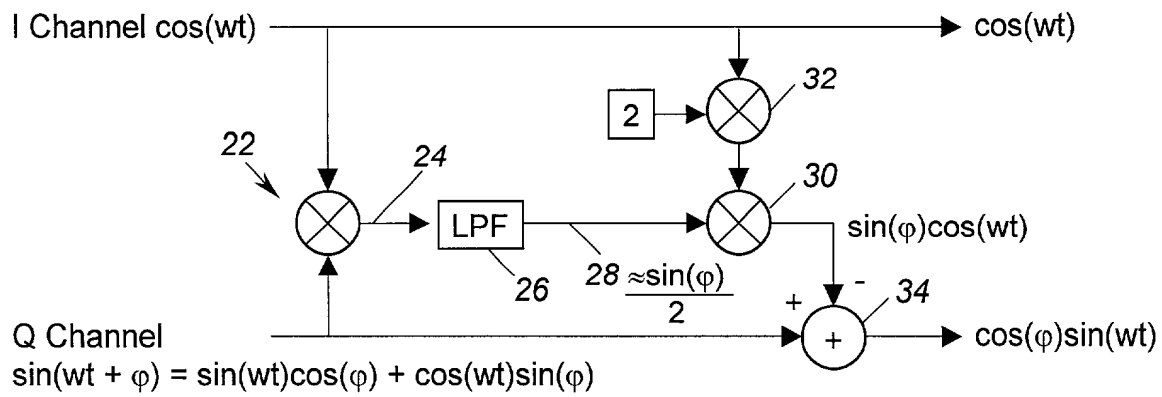 I Channel cos(wt)
cos(wt)
32
2
22
24
30
LPF
sin(φ)cos(wt)
26
28
≈sin(φ)
2
-
34
+
+
Q Channel
cos(φ)sin(wt)
sin(wt + φ) = sin(wt)cos(φ) + cos(wt)sin(φ)